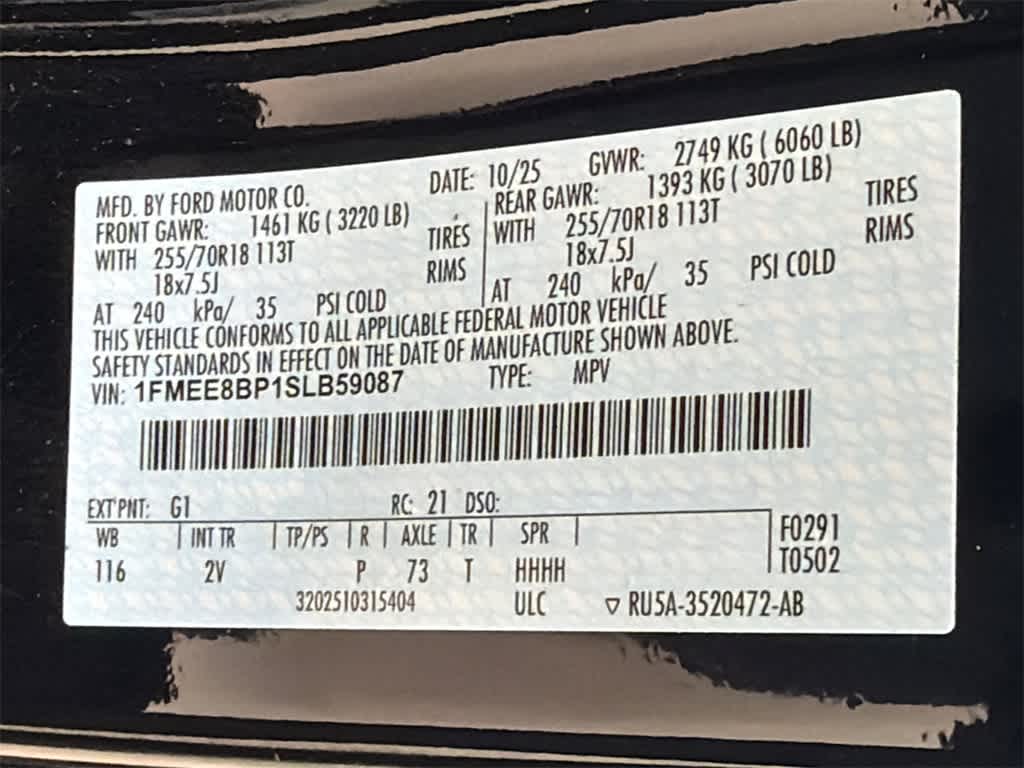 MFD. BY FORD MOTOR CO. DATE: 10/25 GVWR: 2749 KG ( 6060 LB)
FRONT GAWR: 1461 KG ( 3220 LB) REAR GAWR: 1393 KG ( 3070 LB)
WITH 255/70R18 113T TIRES WITH 255/70R18 113T TIRES
18x7.5J RIMS 18x7.5J RIMS
AT 240 kPa/ 35 PSI COLD AT 240 kPa/ 35 PSI COLD
THIS VEHICLE CONFORMS TO ALL APPLICABLE FEDERAL MOTOR VEHICLE
SAFETY STANDARDS IN EFFECT ON THE DATE OF MANUFACTURE SHOWN ABOVE.
VIN: 1FMEE8BP1SLB59087 TYPE: MPV
EXT PNT: G1 RC: 21 DSO:
WB INT TR TP/PS R AXLE TR SPR F0291
116 2V P 73 T HHHH T0502
3202510315404 ULC ▽ RU5A-3520472-AB